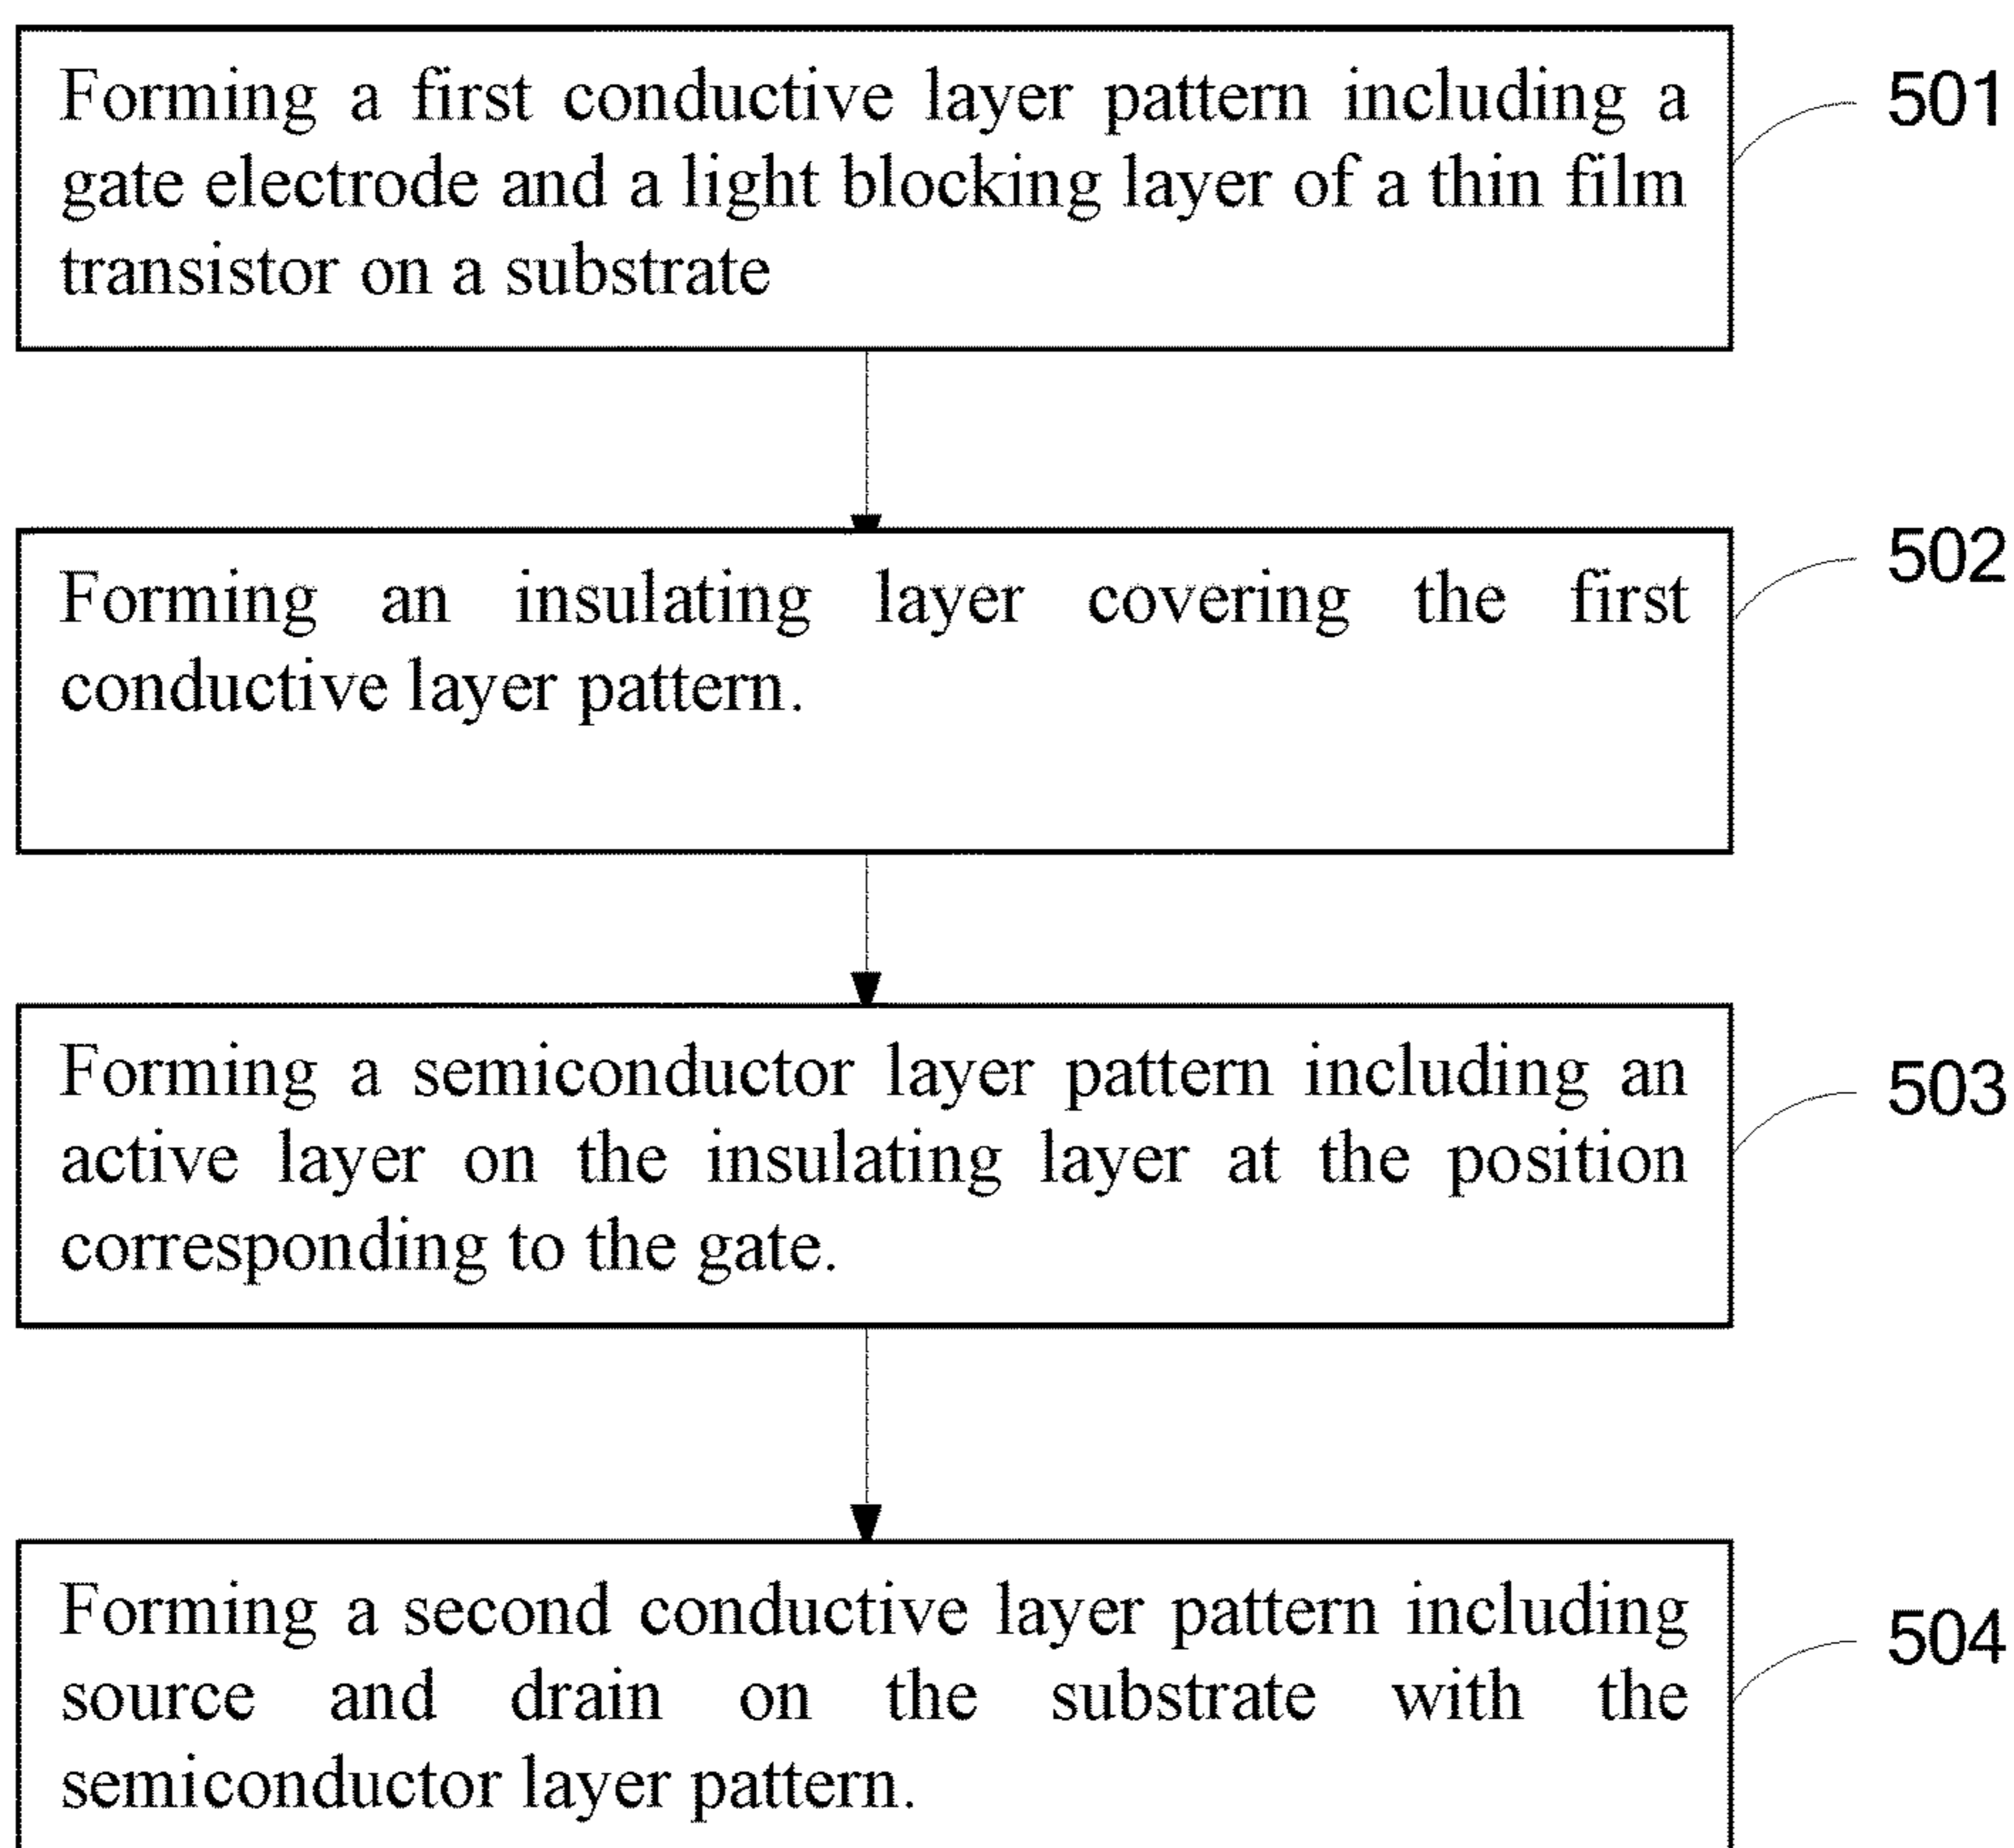 Forming a first conductive layer pattern including a
gate electrode and a light blocking layer of a thin film
transistor on a substrate
501
Forming an insulating layer covering the first
conductive layer pattern.
502
Forming a semiconductor layer pattern including an
active layer on the insulating layer at the position
corresponding to the gate.
503
Forming a second conductive layer pattern including
source and drain on the substrate with the
semiconductor layer pattern.
504